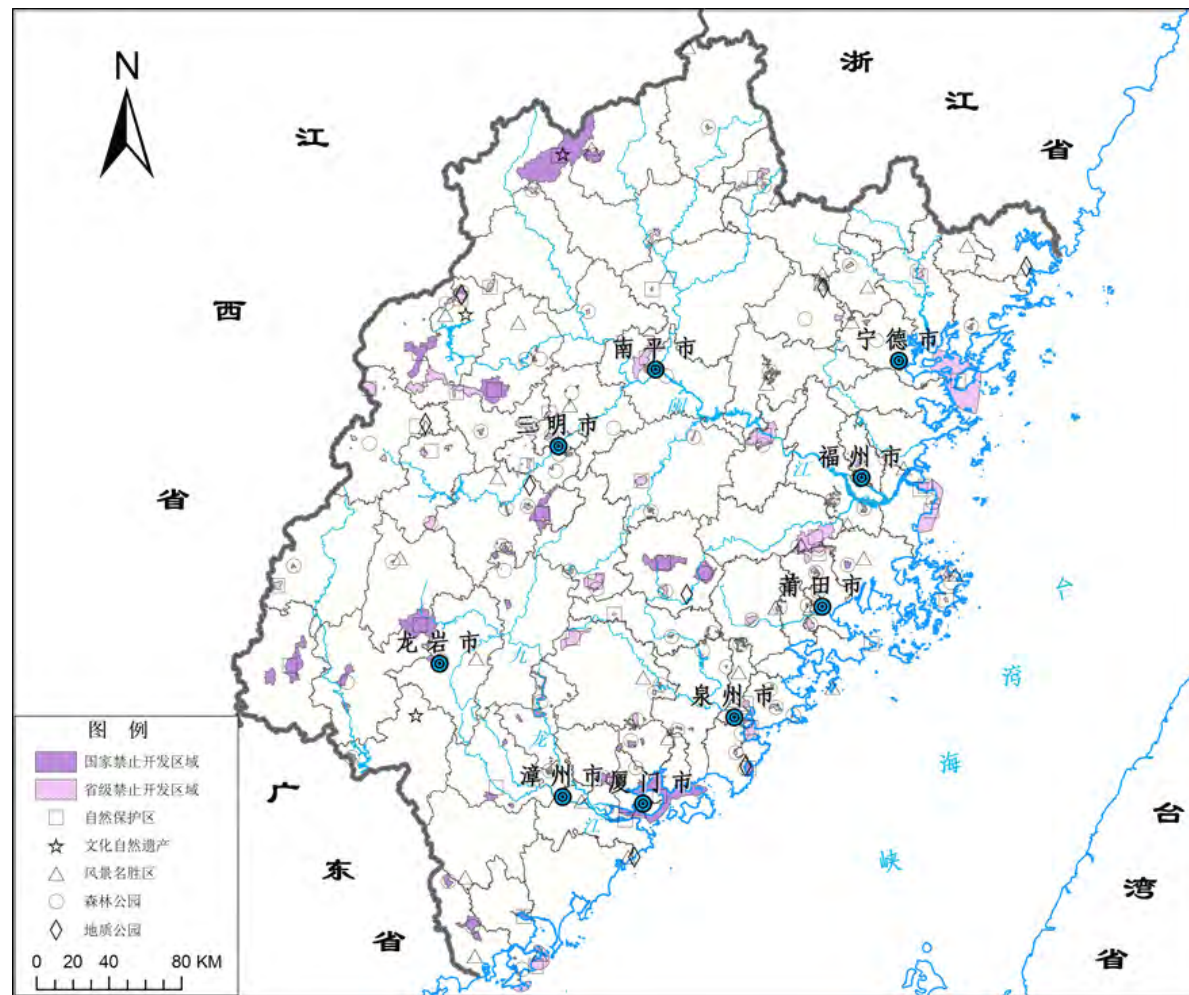 N
浙江省
江西省
南平市
宁德市
三明市
闽江
福州市
莆田市
龙岩市
九龙江
泉州市
漳州市
厦门市
台湾海峡
广东省
台湾省
图 例
国家禁止开发区域
省级禁止开发区域
自然保护区
文化自然遗产
风景名胜区
森林公园
地质公园
0 20 40 80 KM